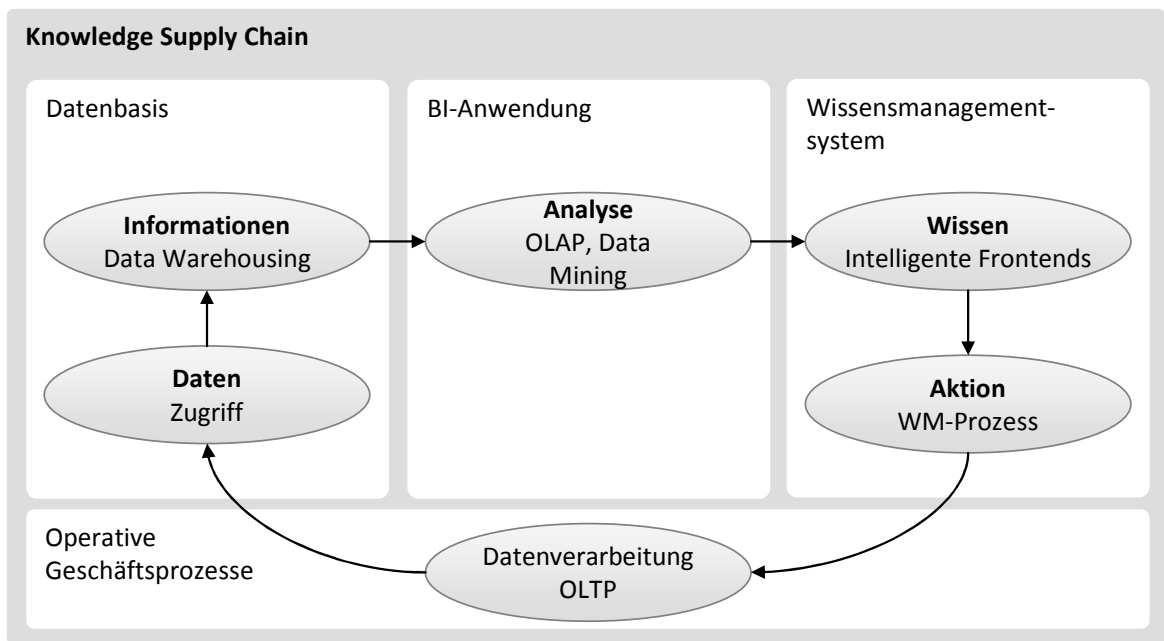 Knowledge Supply Chain
Datenbasis
Informationen
Data Warehousing
Daten
Zugriff
BI-Anwendung
Analyse
OLAP, Data
Mining
Wissensmanagement-
system
Wissen
Intelligente Frontends
Aktion
WM-Prozess
Operative
Geschäftsprozesse
Datenverarbeitung
OLTP